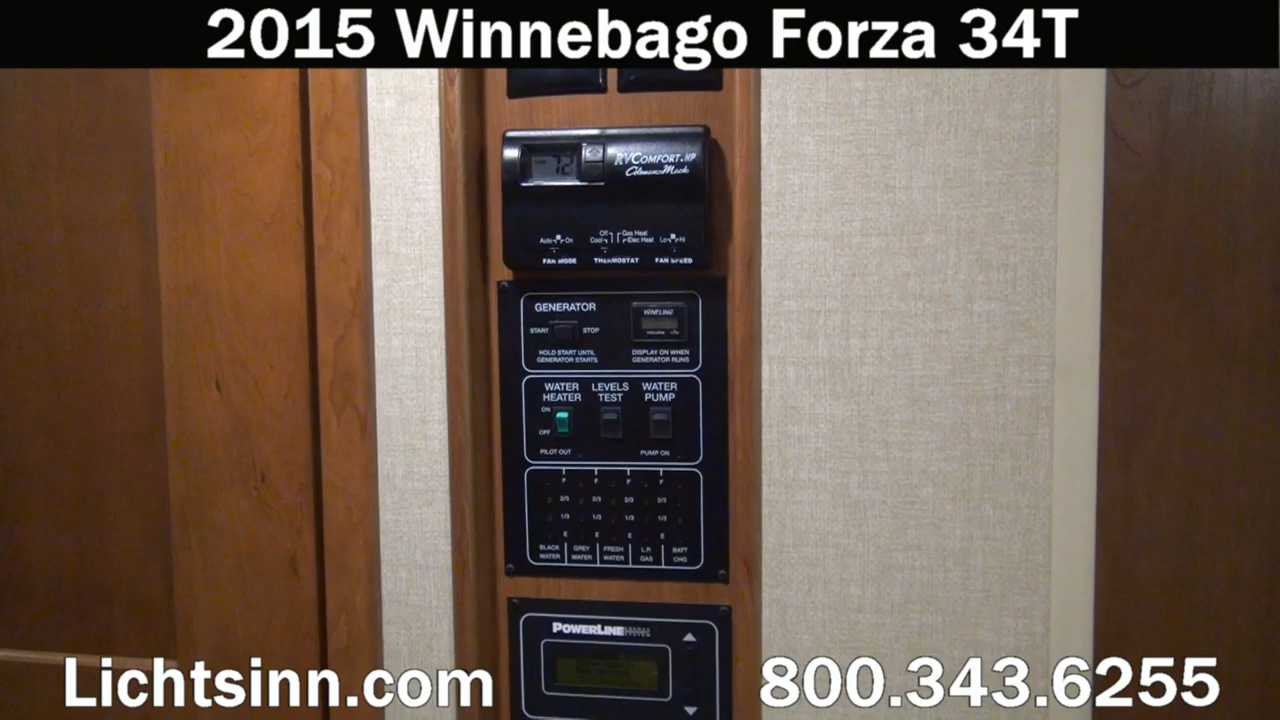 2015 Winnebago Forza 34T
72
RVCOMFORT.HP
Coleman-Mach
Auto On
Off Gas Heat
Cool Elec Heat
Lo Hi
FAN MODE THERMOSTAT FAN SPEED
GENERATOR
START STOP
HOLD START UNTIL
GENERATOR STARTS
DISPLAY ON WHEN
GENERATOR RUNS
WATER HEATER
LEVELS TEST
WATER PUMP
ON
OFF
PILOT OUT PUMP ON
F F F F
2/3 2/3 2/3 2/3
1/3 1/3 1/3 1/3
E E E E
BLACK WATER
GREY WATER
FRESH WATER
L.P. GAS
BATT CHG
POWERLINE
Lichtsinn.com
800.343.6255